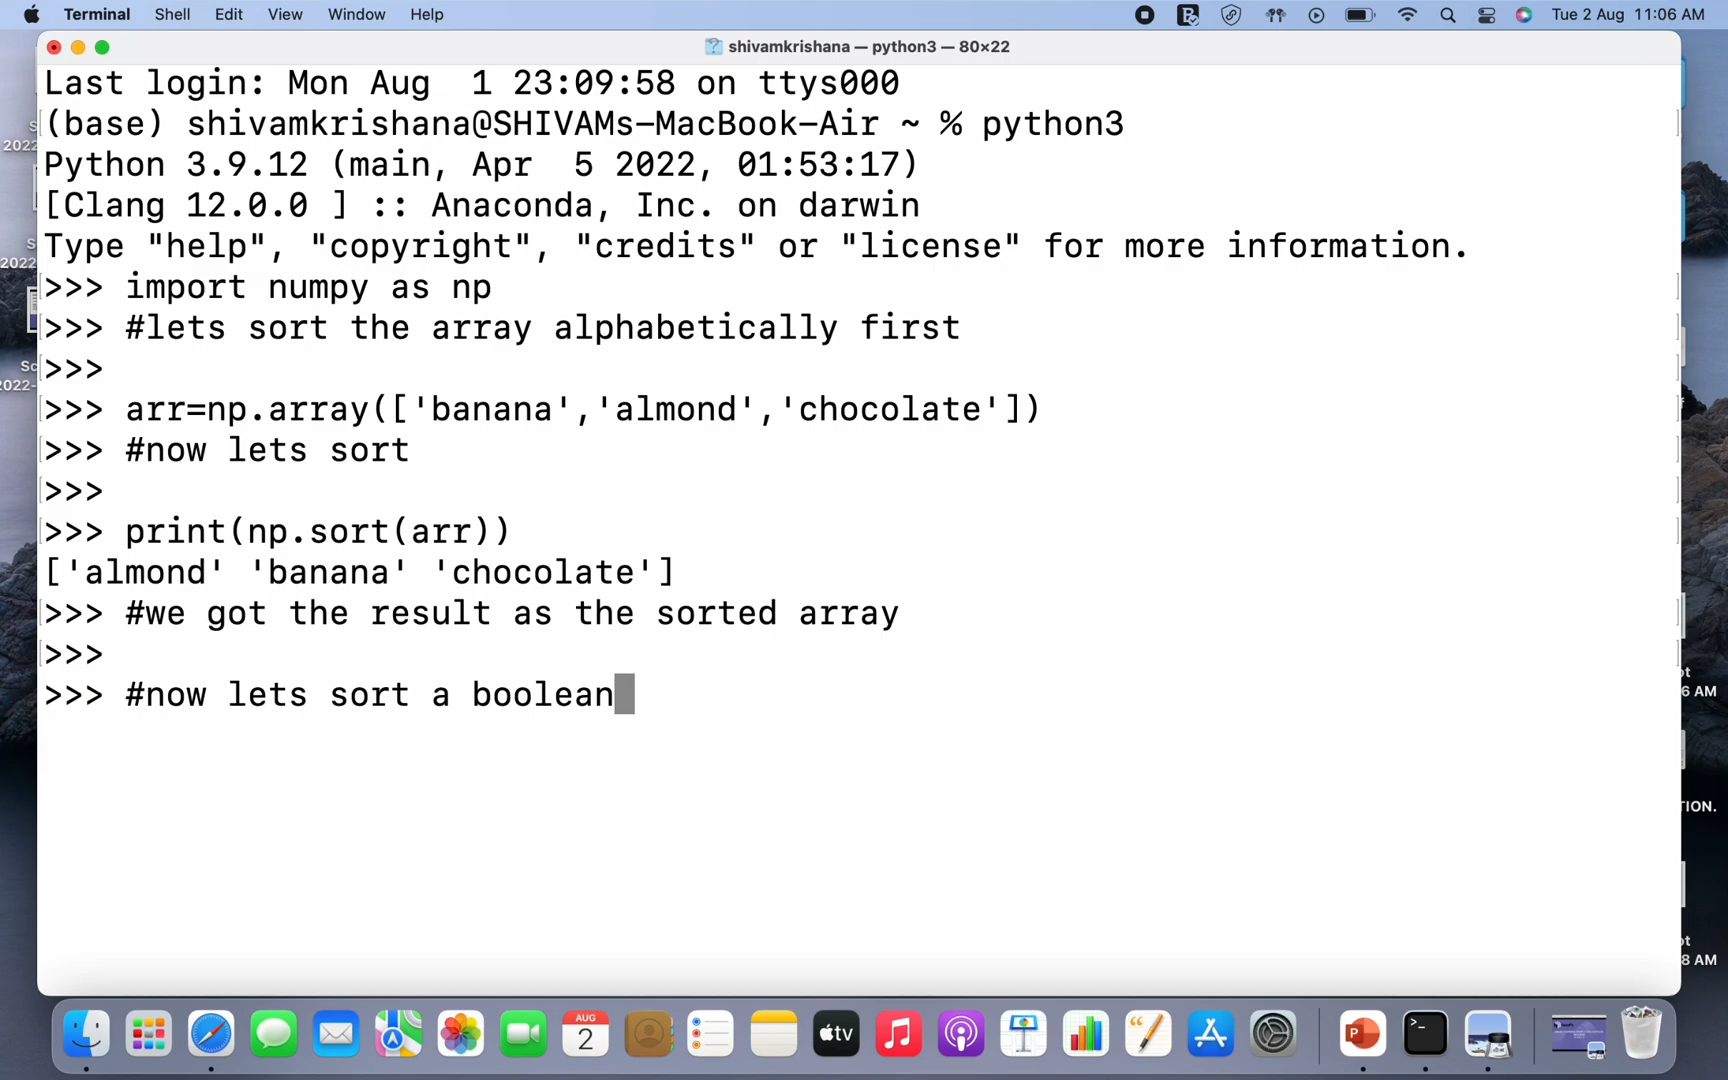 Terminal Shell Edit View Window Help Tue 2 Aug 11:06 AM
shivamkrishana — python3 — 80×22
Last login: Mon Aug  1 23:09:58 on ttys000
(base) shivamkrishana@SHIVAMs-MacBook-Air ~ % python3
Python 3.9.12 (main, Apr  5 2022, 01:53:17)
[Clang 12.0.0 ] :: Anaconda, Inc. on darwin
Type "help", "copyright", "credits" or "license" for more information.
>>> import numpy as np
>>> #lets sort the array alphabetically first
>>>
>>> arr=np.array(['banana','almond','chocolate'])
>>> #now lets sort
>>>
>>> print(np.sort(arr))
['almond' 'banana' 'chocolate']
>>> #we got the result as the sorted array
>>>
>>> #now lets sort a boolean
AUG
2
tv